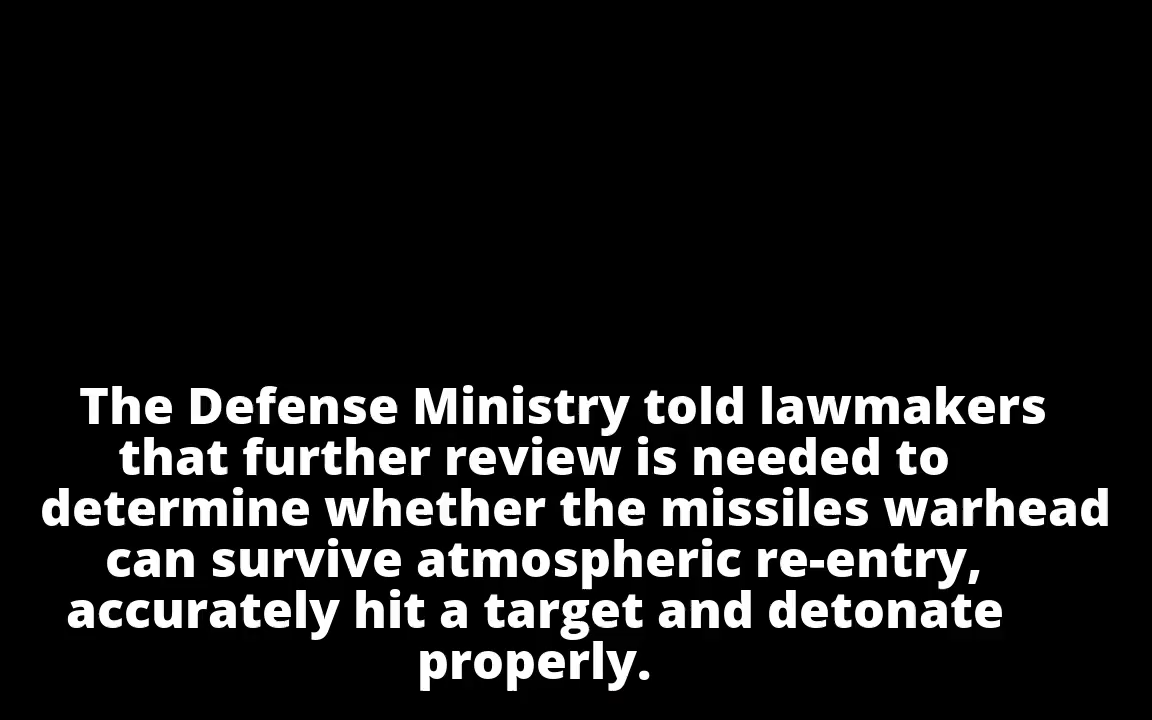 The Defense Ministry told lawmakers
that further review is needed to
determine whether the missiles warhead
can survive atmospheric re-entry,
accurately hit a target and detonate
properly.